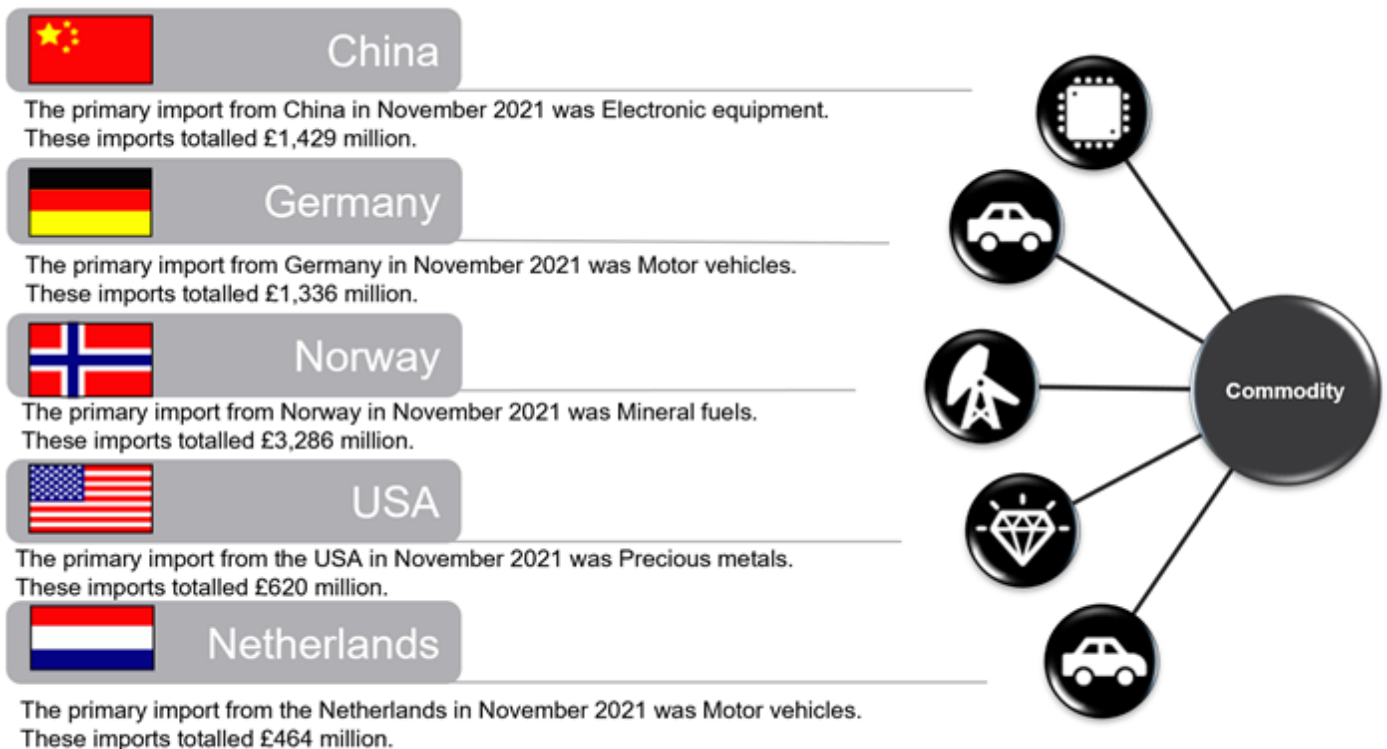 China
The primary import from China in November 2021 was Electronic equipment.
These imports totalled £1,429 million.
Germany
The primary import from Germany in November 2021 was Motor vehicles.
These imports totalled £1,336 million.
Norway
The primary import from Norway in November 2021 was Mineral fuels.
These imports totalled £3,286 million.
USA
The primary import from the USA in November 2021 was Precious metals.
These imports totalled £620 million.
Netherlands
The primary import from the Netherlands in November 2021 was Motor vehicles.
These imports totalled £464 million.
Commodity